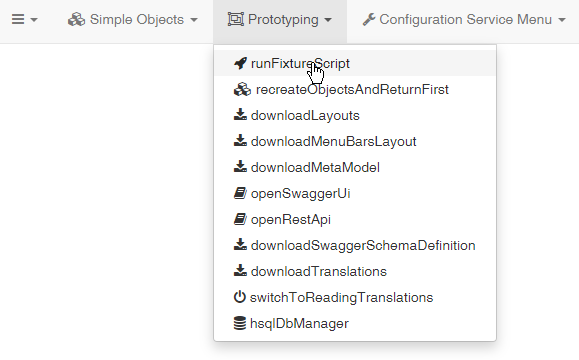 Simple Objects
Prototyping
Configuration Service Menu
runFixtureScript
recreateObjectsAndReturnFirst
downloadLayouts
downloadMenuBarsLayout
downloadMetaModel
openSwaggerUi
openRestApi
downloadSwaggerSchemaDefinition
downloadTranslations
switchToReadingTranslations
hsqlDbManager